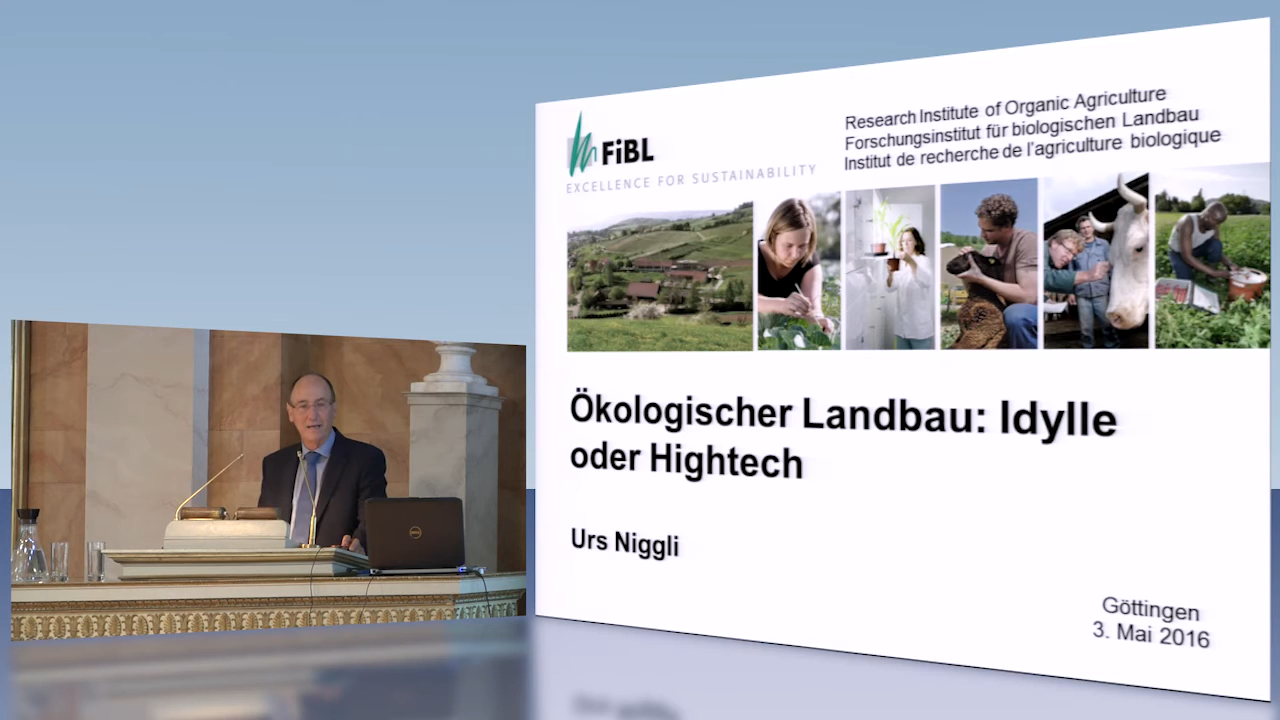 FiBL
EXCELLENCE FOR SUSTAINABILITY
Research Institute of Organic Agriculture
Forschungsinstitut für biologischen Landbau
Institut de recherche de l'agriculture biologique
Ökologischer Landbau: Idylle
oder Hightech
Urs Niggli
Göttingen
3. Mai 2016
DELL